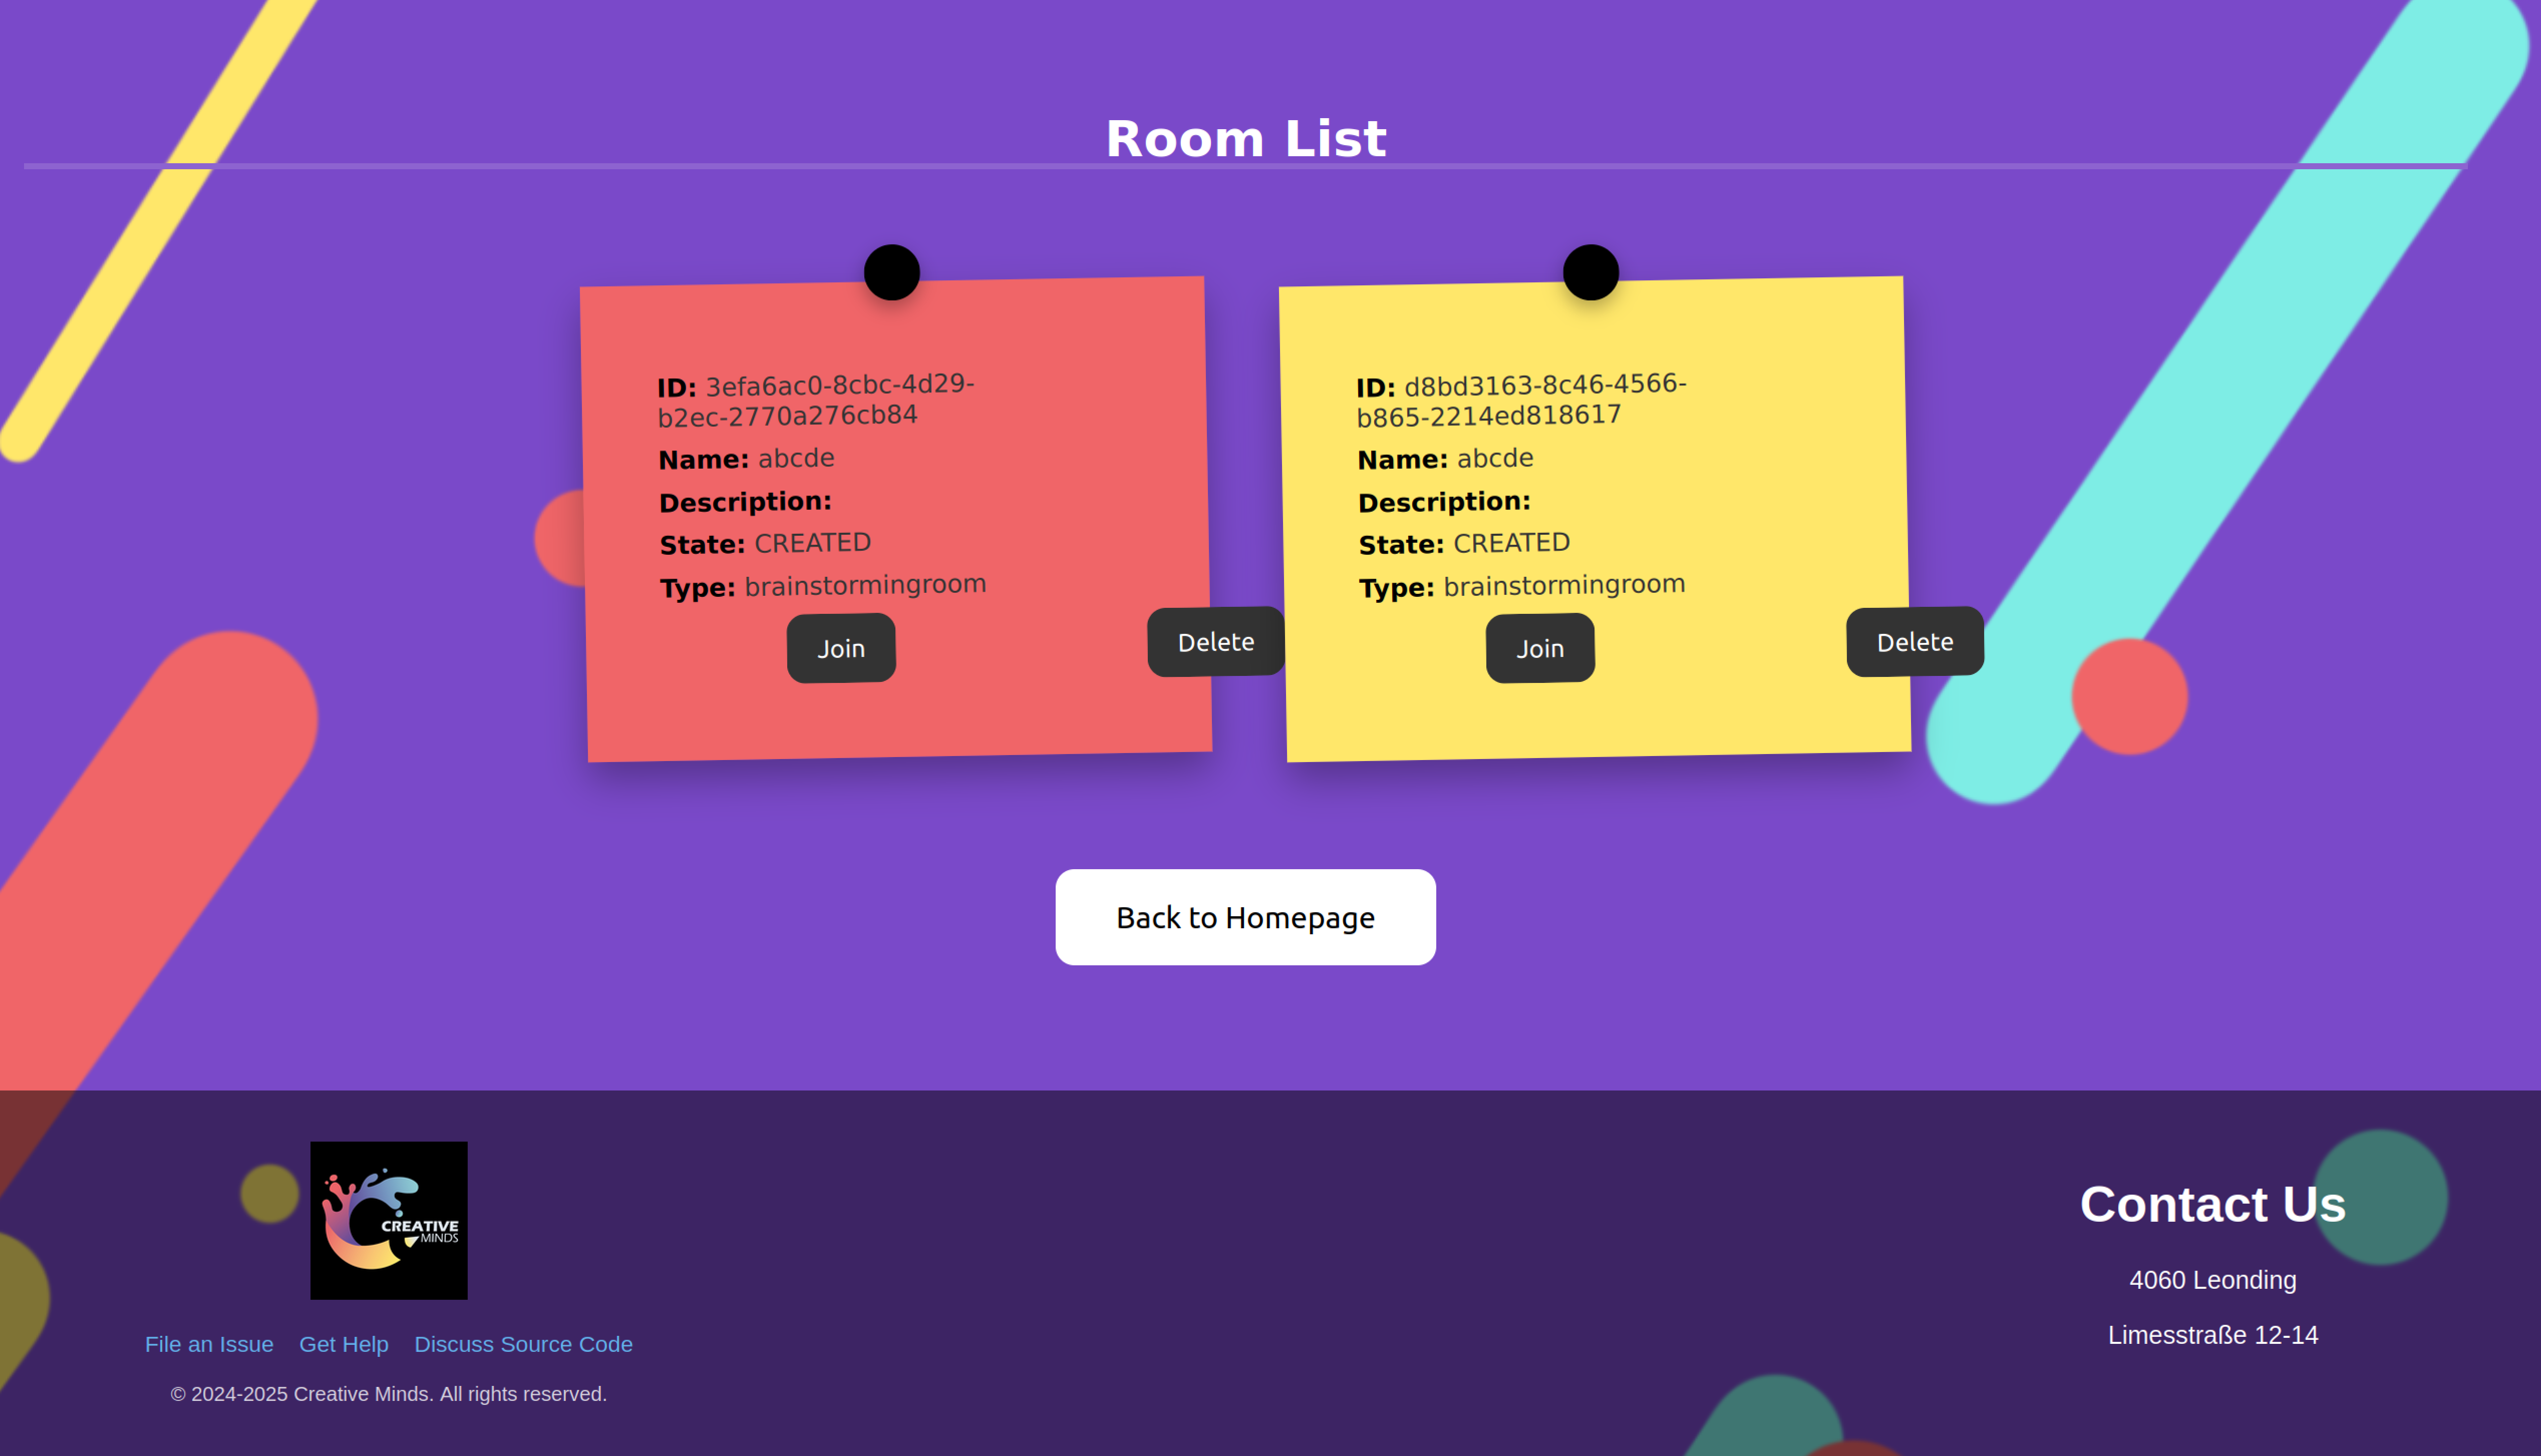 Room List
ID: 3efa6ac0-8cbc-4d29-
b2ec-2770a276cb84
Name: abcde
Description:
State: CREATED
Type: brainstormingroom
Join
Delete
ID: d8bd3163-8c46-4566-
b865-2214ed818617
Name: abcde
Description:
State: CREATED
Type: brainstormingroom
Join
Delete
Back to Homepage
CREATIVE
MINDS
File an Issue Get Help Discuss Source Code
© 2024-2025 Creative Minds. All rights reserved.
Contact Us
4060 Leonding
Limesstraße 12-14